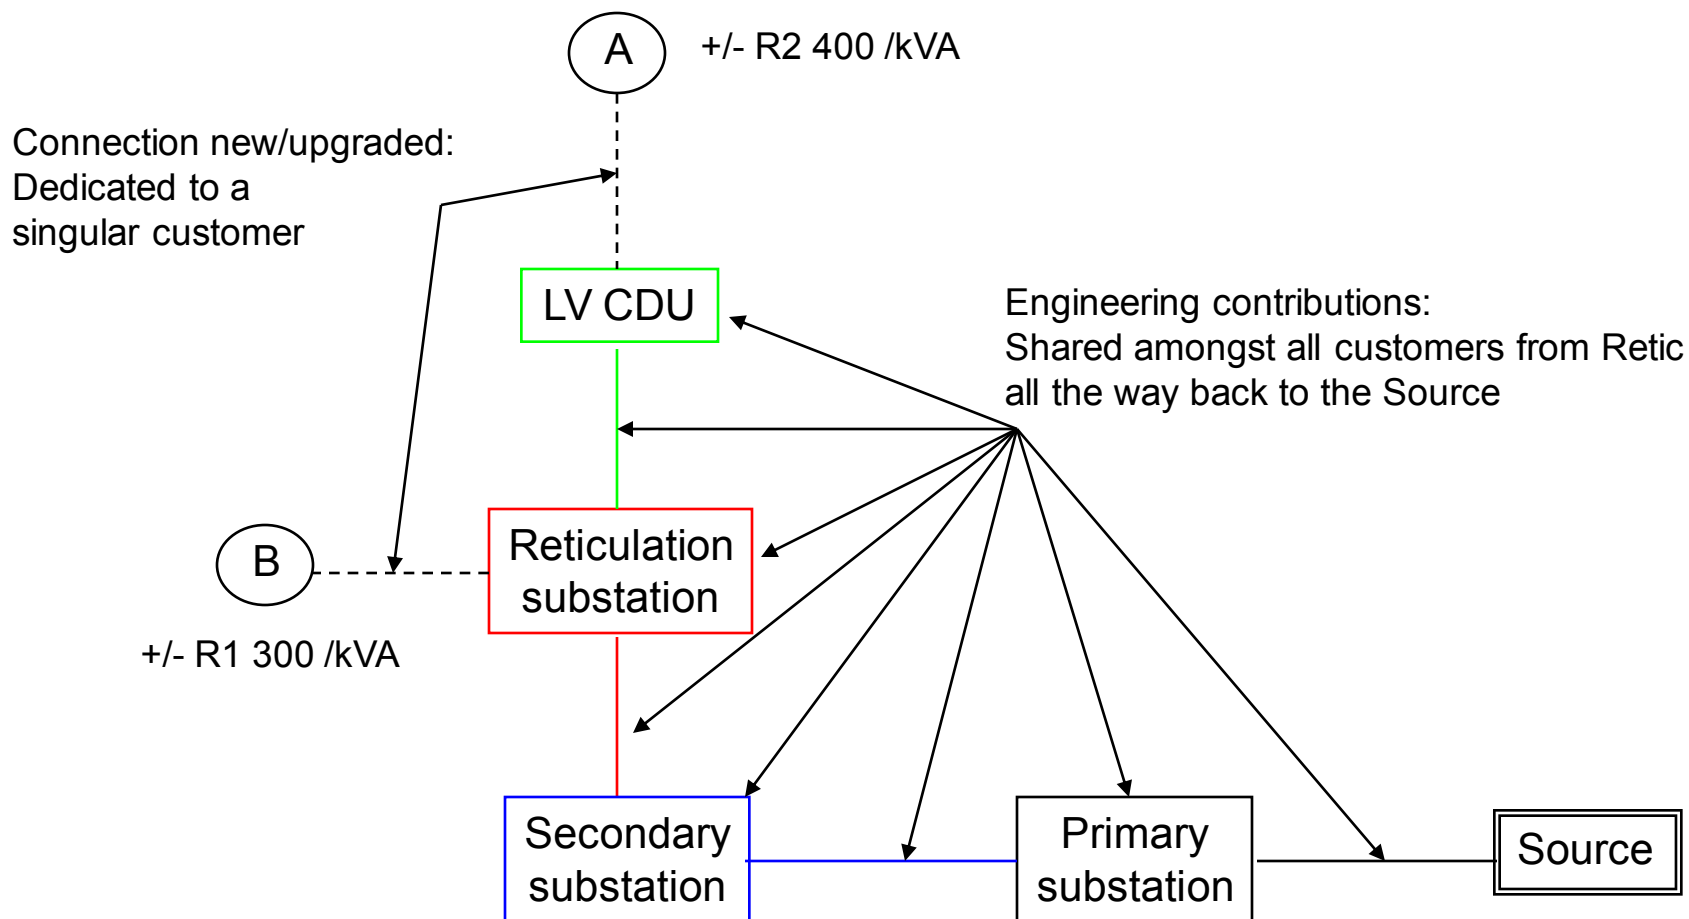 A
+/- R2 400 /kVA
Connection new/upgraded:
Dedicated to a
singular customer
LV CDU
Engineering contributions:
Shared amongst all customers from Retic
all the way back to the Source
Reticulation
substation
B
+/- R1 300 /kVA
Secondary
substation
Primary
substation
Source